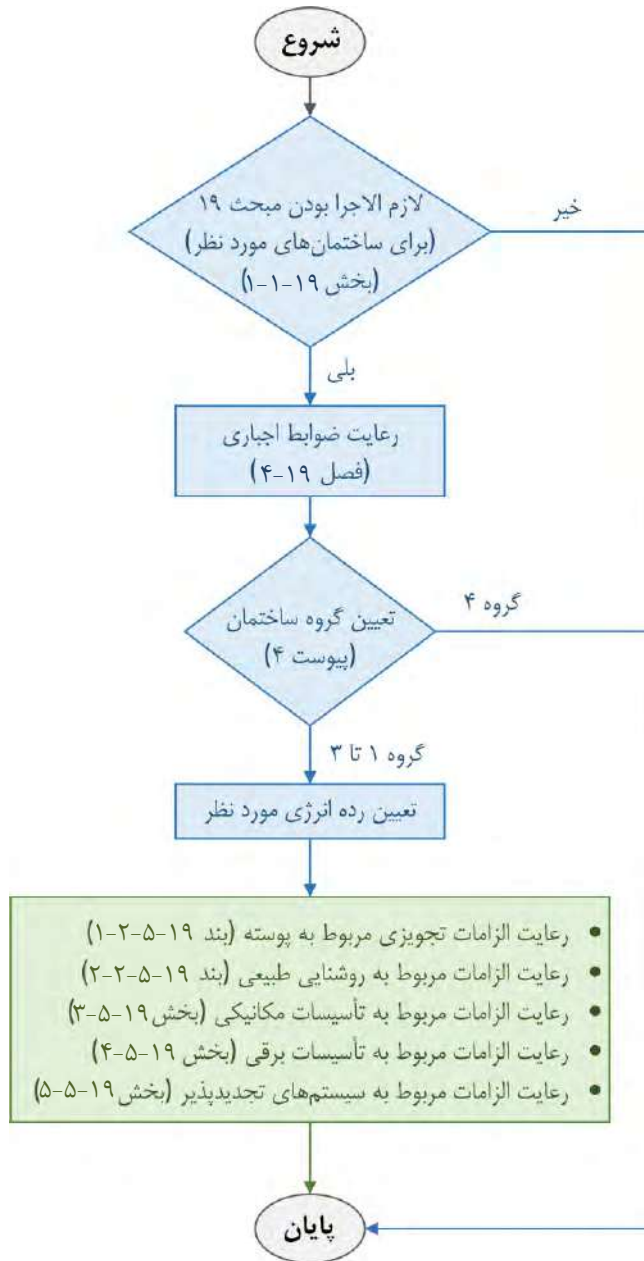 شروع
لازم الاجرا بودن مبحث ۱۹
(برای ساختمان‌های مورد نظر)
(بخش ۱۹-۱-۱)
خیر
بلی
رعایت ضوابط اجباری
(فصل ۱۹-۴)
تعیین گروه ساختمان
(پیوست ۴)
گروه ۴
گروه ۱ تا ۳
تعیین رده انرژی مورد نظر
• رعایت الزامات تجویزی مربوط به پوسته (بند ۱۹-۵-۲-۱)
• رعایت الزامات مربوط به روشنایی طبیعی (بند ۱۹-۵-۲-۲)
• رعایت الزامات مربوط به تأسیسات مکانیکی (بخش ۱۹-۵-۳)
• رعایت الزامات مربوط به تأسیسات برقی (بخش ۱۹-۵-۴)
• رعایت الزامات مربوط به سیستم‌های تجدیدپذیر (بخش ۱۹-۵-۵)
پایان